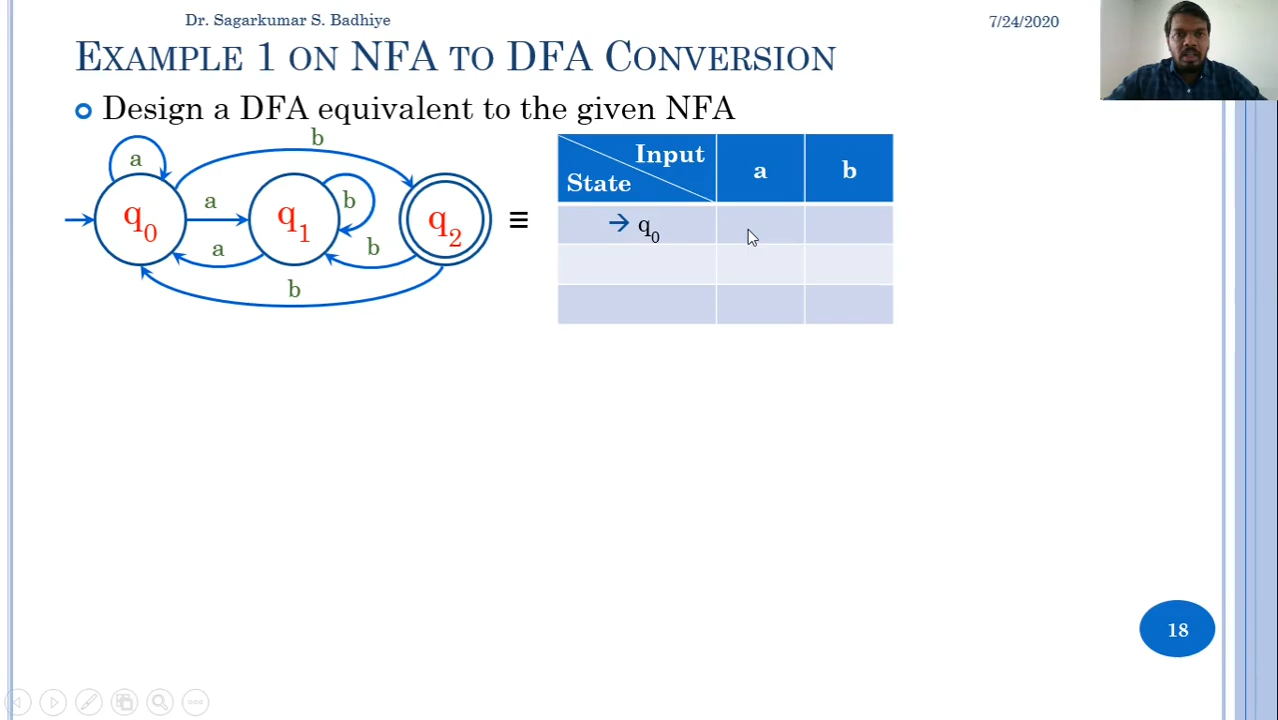 Dr. Sagarkumar S. Badhiye
7/24/2020
EXAMPLE 1 ON NFA TO DFA CONVERSION
Design a DFA equivalent to the given NFA
b
a
a
b
q0
q1
q2
≡
a
b
b
Input
State
a
b
→ q0
18